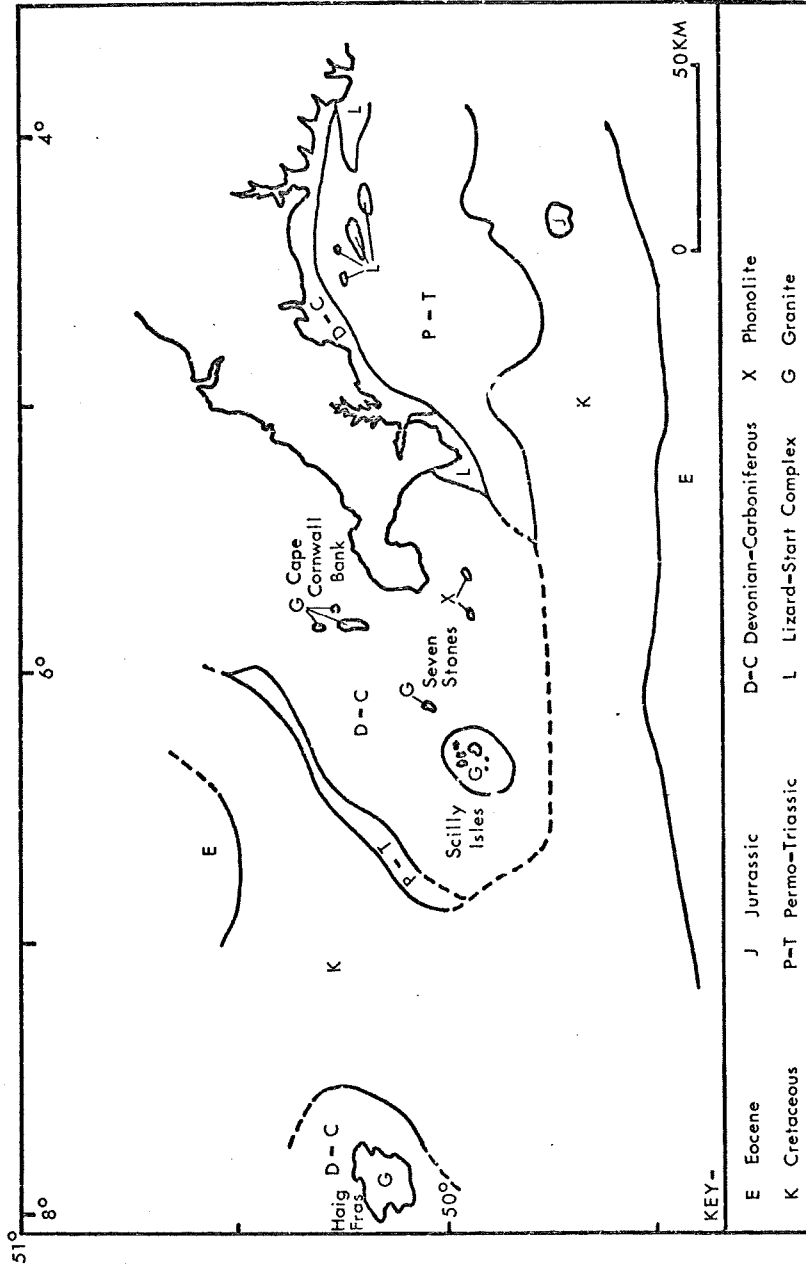 51°
8°
6°
4°
50°
Haig
Fras
D-C
G
K
E
P-T
D-C
Scilly
Isles
G
G
Seven
Stones
G Cape
Cornwall
Bank
X
L
D-C
L
L
P-T
J
K
E
0 50KM
KEY-
E Eocene J Jurrassic D-C Devonian-Carboniferous X Phonolite
K Cretaceous P-T Permo-Triassic L Lizard-Start Complex G Granite